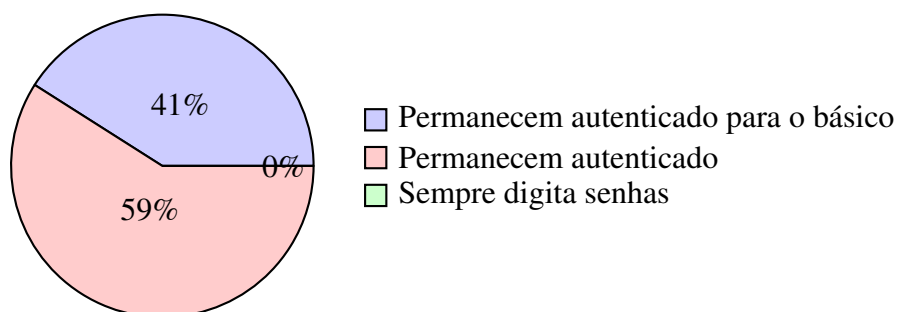 41%
0%
59%
Permanecem autenticado para o básico
Permanecem autenticado
Sempre digita senhas